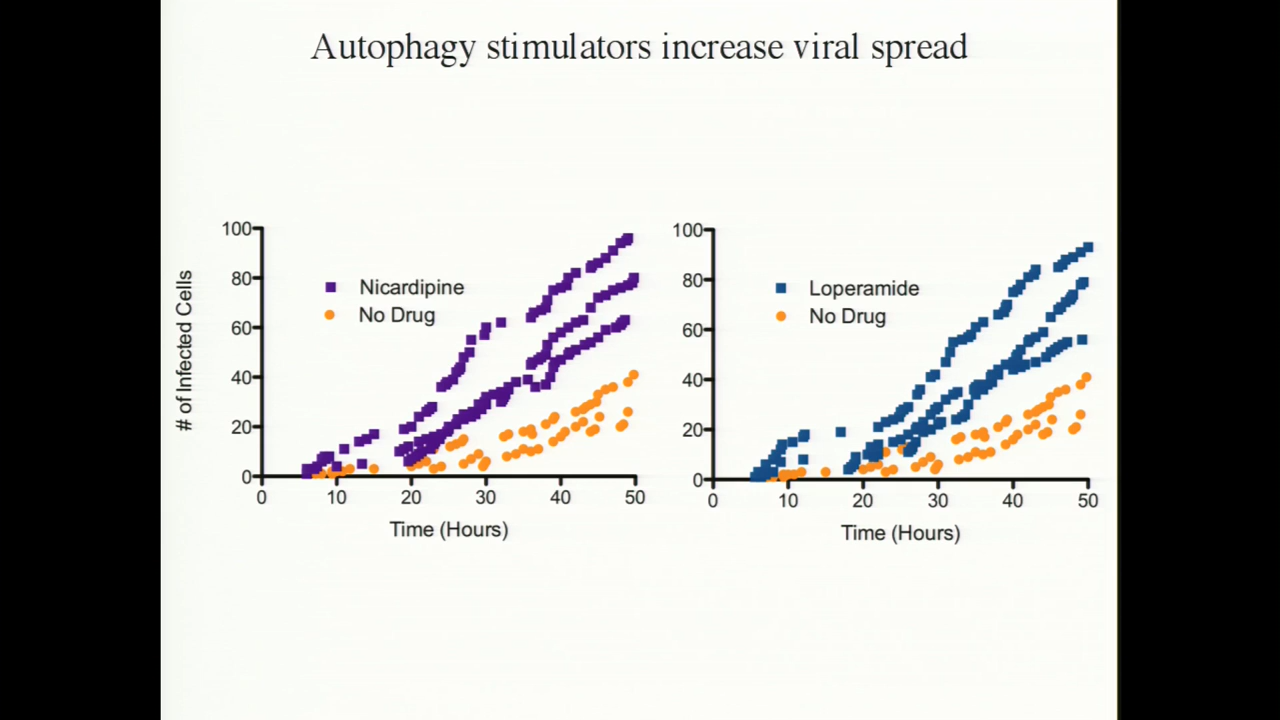 Autophagy stimulators increase viral spread
# of Infected Cells
100
80
60
40
20
0
Nicardipine
No Drug
0 10 20 30 40 50
Time (Hours)
100
80
60
40
20
0
Loperamide
No Drug
0 10 20 30 40 50
Time (Hours)